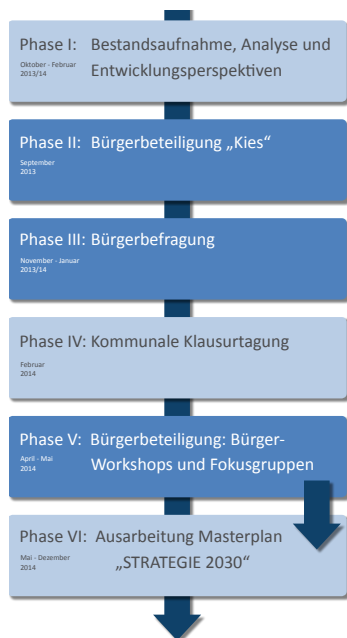 Phase I: Bestandsaufnahme, Analyse und
Oktober - Februar
2013/14
Entwicklungsperspektiven
Phase II: Bürgerbeteiligung „Kies“
September
2013
Phase III: Bürgerbefragung
November - Januar
2013/14
Phase IV: Kommunale Klausurtagung
Februar
2014
Phase V: Bürgerbeteiligung: Bürger-
April - Mai
2014
Workshops und Fokusgruppen
Phase VI: Ausarbeitung Masterplan
Mai - Dezember
2014
„STRATEGIE 2030“